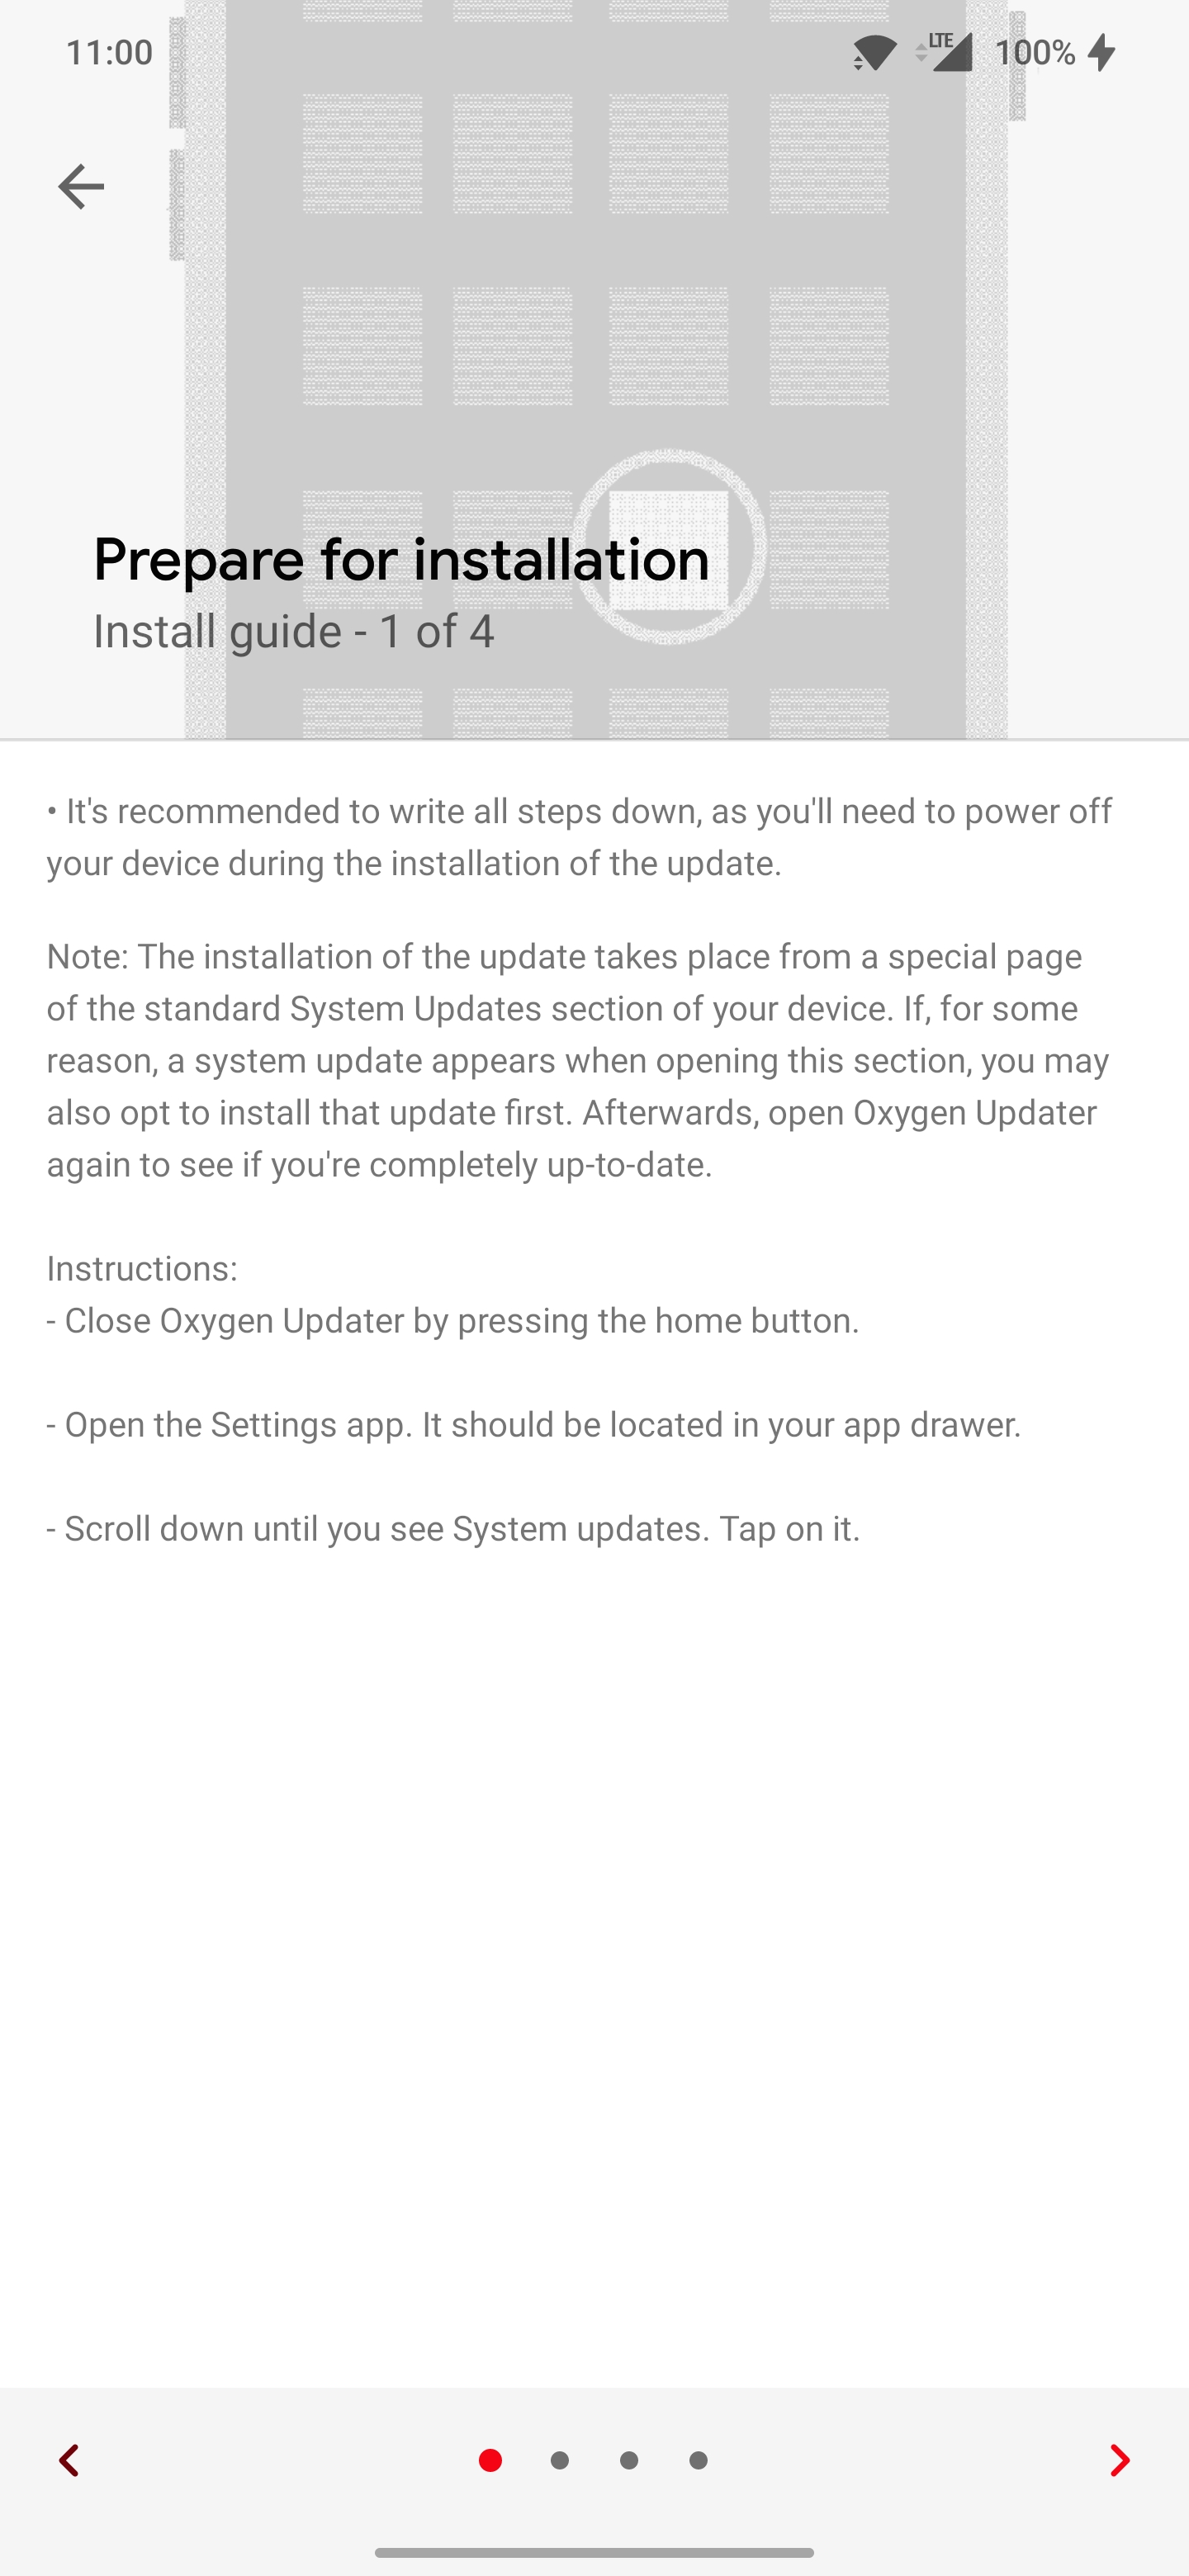 11:00
LTE
100%
Prepare for installation
Install guide - 1 of 4
• It's recommended to write all steps down, as you'll need to power off
your device during the installation of the update.
Note: The installation of the update takes place from a special page
of the standard System Updates section of your device. If, for some
reason, a system update appears when opening this section, you may
also opt to install that update first. Afterwards, open Oxygen Updater
again to see if you're completely up-to-date.
Instructions:
- Close Oxygen Updater by pressing the home button.
- Open the Settings app. It should be located in your app drawer.
- Scroll down until you see System updates. Tap on it.